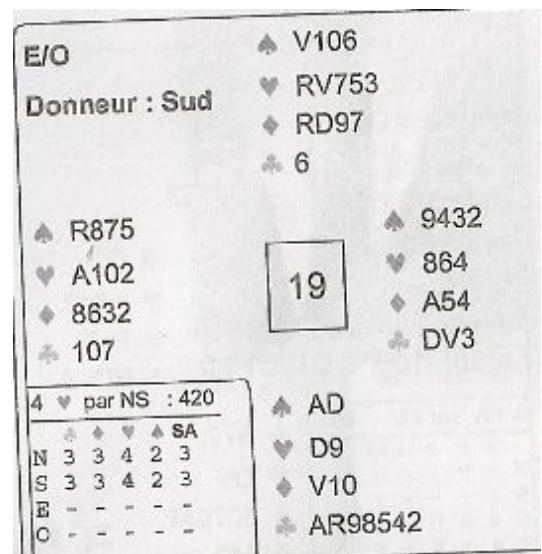 E/O
Donneur : Sud
♠ V106
♥ RV753
♦ RD97
♣ 6
♠ R875
♥ A102
♦ 8632
♣ 107
19
♠ 9432
♥ 864
♦ A54
♣ DV3
4 ♥ par NS : 420
♣ ♦ ♥ ♠ SA
N 3 3 4 2 3
S 3 3 4 2 3
E - - - - -
O - - - - -
♠ AD
♥ D9
♦ V10
♣ AR98542